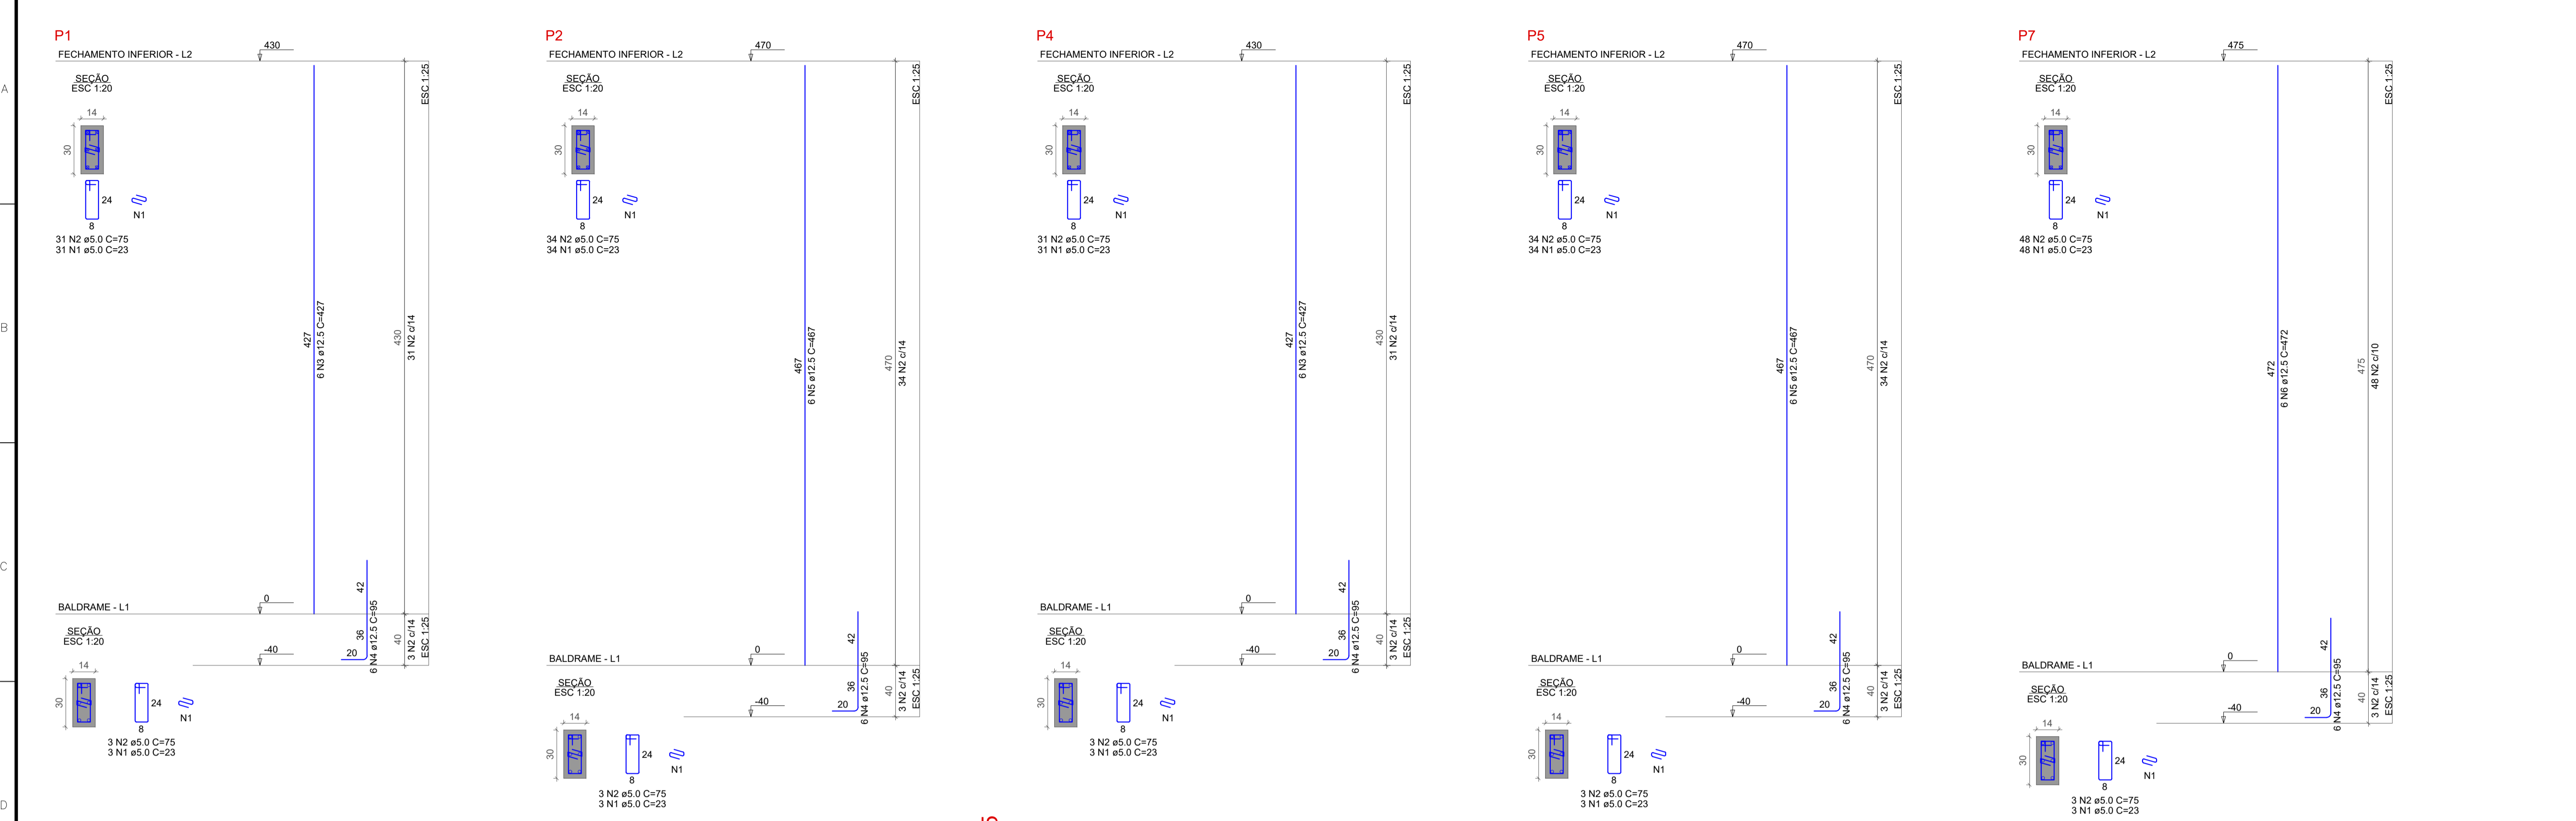 P1
FECHAMENTO INFERIOR - L2
430
SEÇÃO
ESC 1:20
ESC 1:25
14
30
24
8
N1
31 N2 ø5.0 C=75
31 N1 ø5.0 C=23
427
6 N3 ø12.5 C=427
430
31 N2 c/14
BALDRAME - L1
0
SEÇÃO
ESC 1:20
-40
42
36
20
6 N4 ø12.5 C=95
40
3 N2 c/14
ESC 1:25
14
30
24
8
N1
3 N2 ø5.0 C=75
3 N1 ø5.0 C=23
P2
FECHAMENTO INFERIOR - L2
470
SEÇÃO
ESC 1:20
ESC 1:25
14
30
24
8
N1
34 N2 ø5.0 C=75
34 N1 ø5.0 C=23
467
6 N5 ø12.5 C=467
470
34 N2 c/14
BALDRAME - L1
0
SEÇÃO
ESC 1:20
-40
42
36
20
6 N4 ø12.5 C=95
40
3 N2 c/14
ESC 1:25
14
30
24
8
N1
3 N2 ø5.0 C=75
3 N1 ø5.0 C=23
P4
FECHAMENTO INFERIOR - L2
430
SEÇÃO
ESC 1:20
ESC 1:25
14
30
24
8
N1
31 N2 ø5.0 C=75
31 N1 ø5.0 C=23
427
6 N3 ø12.5 C=427
430
31 N2 c/14
BALDRAME - L1
0
SEÇÃO
ESC 1:20
-40
42
36
20
6 N4 ø12.5 C=95
40
3 N2 c/14
ESC 1:25
14
30
24
8
N1
3 N2 ø5.0 C=75
3 N1 ø5.0 C=23
P5
FECHAMENTO INFERIOR - L2
470
SEÇÃO
ESC 1:20
ESC 1:25
14
30
24
8
N1
34 N2 ø5.0 C=75
34 N1 ø5.0 C=23
467
6 N5 ø12.5 C=467
470
34 N2 c/14
BALDRAME - L1
0
SEÇÃO
ESC 1:20
-40
42
36
20
6 N4 ø12.5 C=95
40
3 N2 c/14
ESC 1:25
14
30
24
8
N1
3 N2 ø5.0 C=75
3 N1 ø5.0 C=23
P7
FECHAMENTO INFERIOR - L2
475
SEÇÃO
ESC 1:20
ESC 1:25
14
30
24
8
N1
48 N2 ø5.0 C=75
48 N1 ø5.0 C=23
472
6 N6 ø12.5 C=472
475
48 N2 c/10
BALDRAME - L1
0
SEÇÃO
ESC 1:20
-40
42
36
20
6 N4 ø12.5 C=95
40
3 N2 c/14
ESC 1:25
14
30
24
8
N1
3 N2 ø5.0 C=75
3 N1 ø5.0 C=23
A
B
C
D